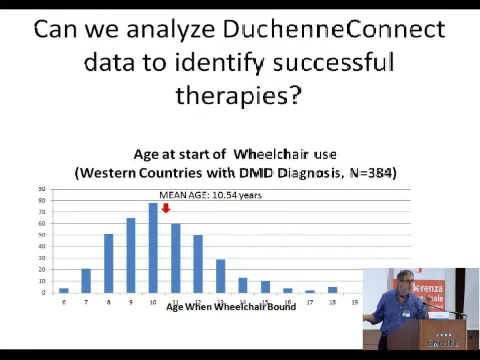 Can we analyze DuchenneConnect
data to identify successful
therapies?
Age at start of Wheelchair use
(Western Countries with DMD Diagnosis, N=384)
MEAN AGE: 10.54 years
90
80
70
60
50
40
30
20
10
0
6 7 8 9 10 11 12 13 14 15 16 17 18 19
Age When Wheelchair Bound